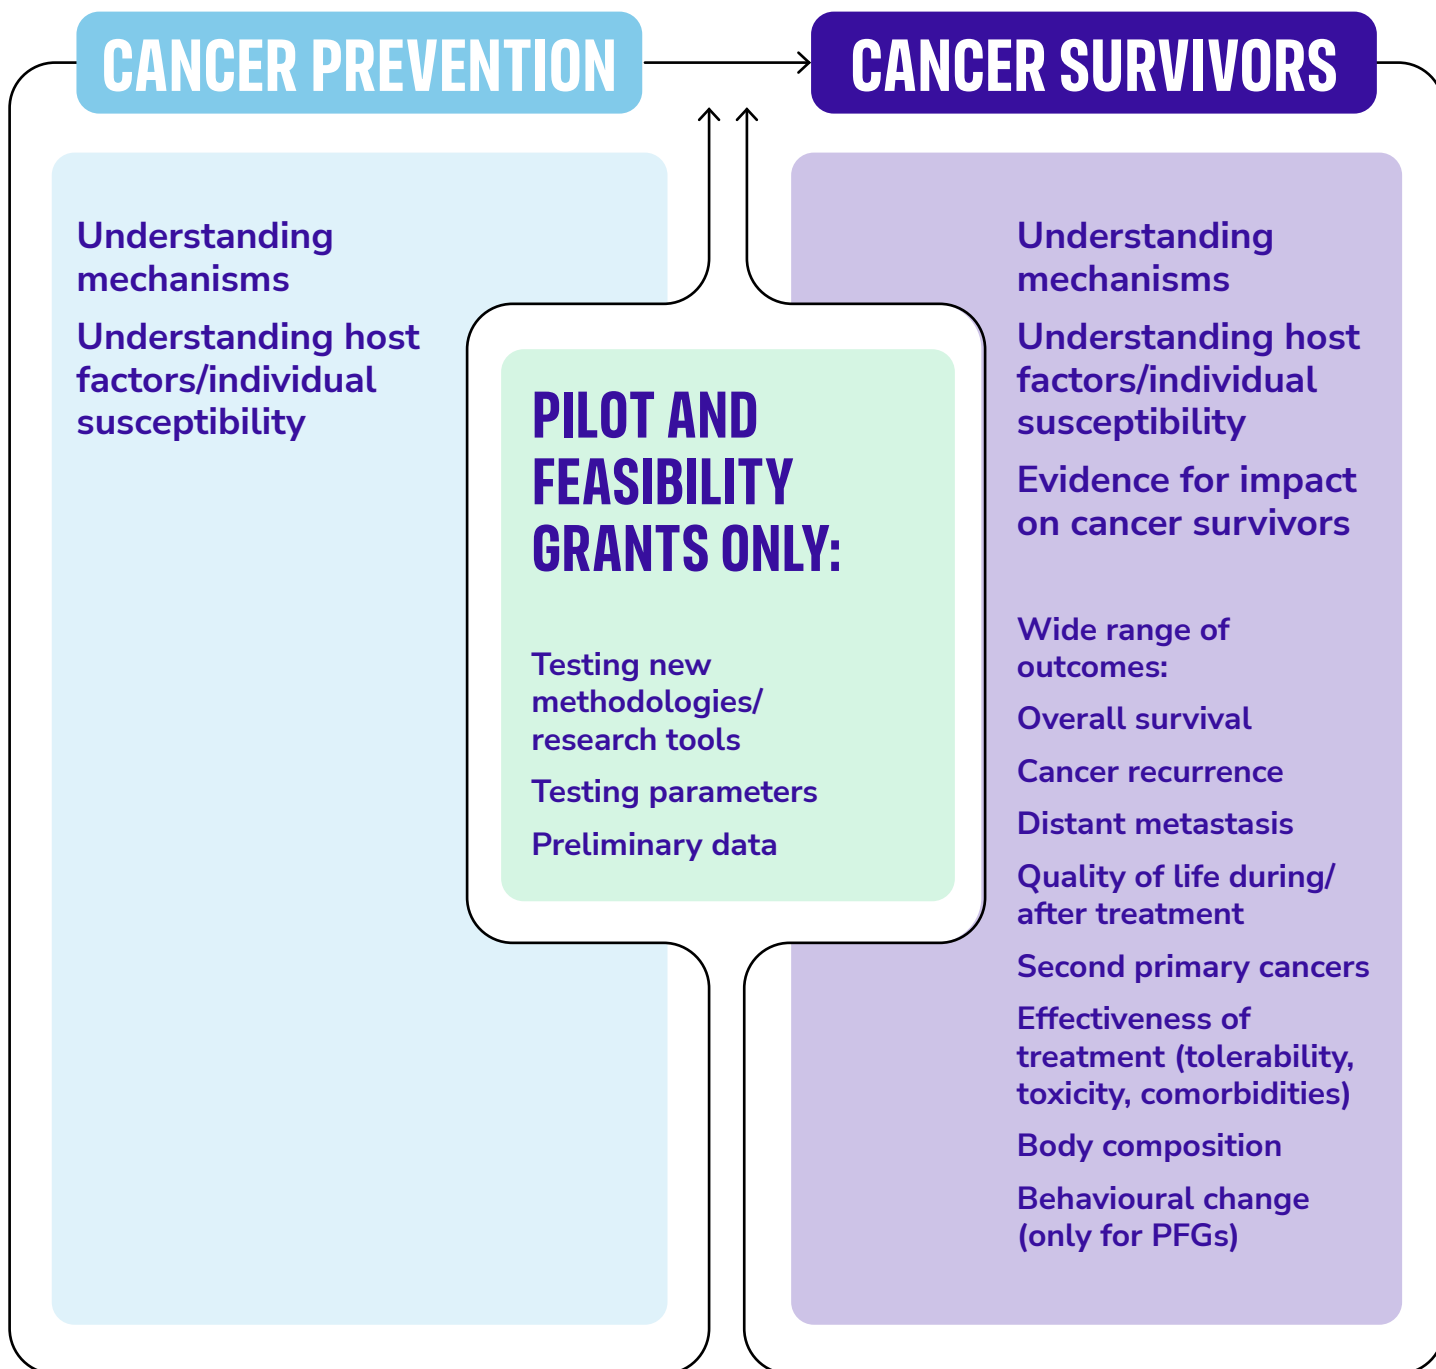 CANCER PREVENTION
CANCER SURVIVORS
Understanding
mechanisms
Understanding host
factors/individual
susceptibility
PILOT AND
FEASIBILITY
GRANTS ONLY:
Testing new
methodologies/
research tools
Testing parameters
Preliminary data
Understanding
mechanisms
Understanding host
factors/individual
susceptibility
Evidence for impact
on cancer survivors
Wide range of
outcomes:
Overall survival
Cancer recurrence
Distant metastasis
Quality of life during/
after treatment
Second primary cancers
Effectiveness of
treatment (tolerability,
toxicity, comorbidities)
Body composition
Behavioural change
(only for PFGs)